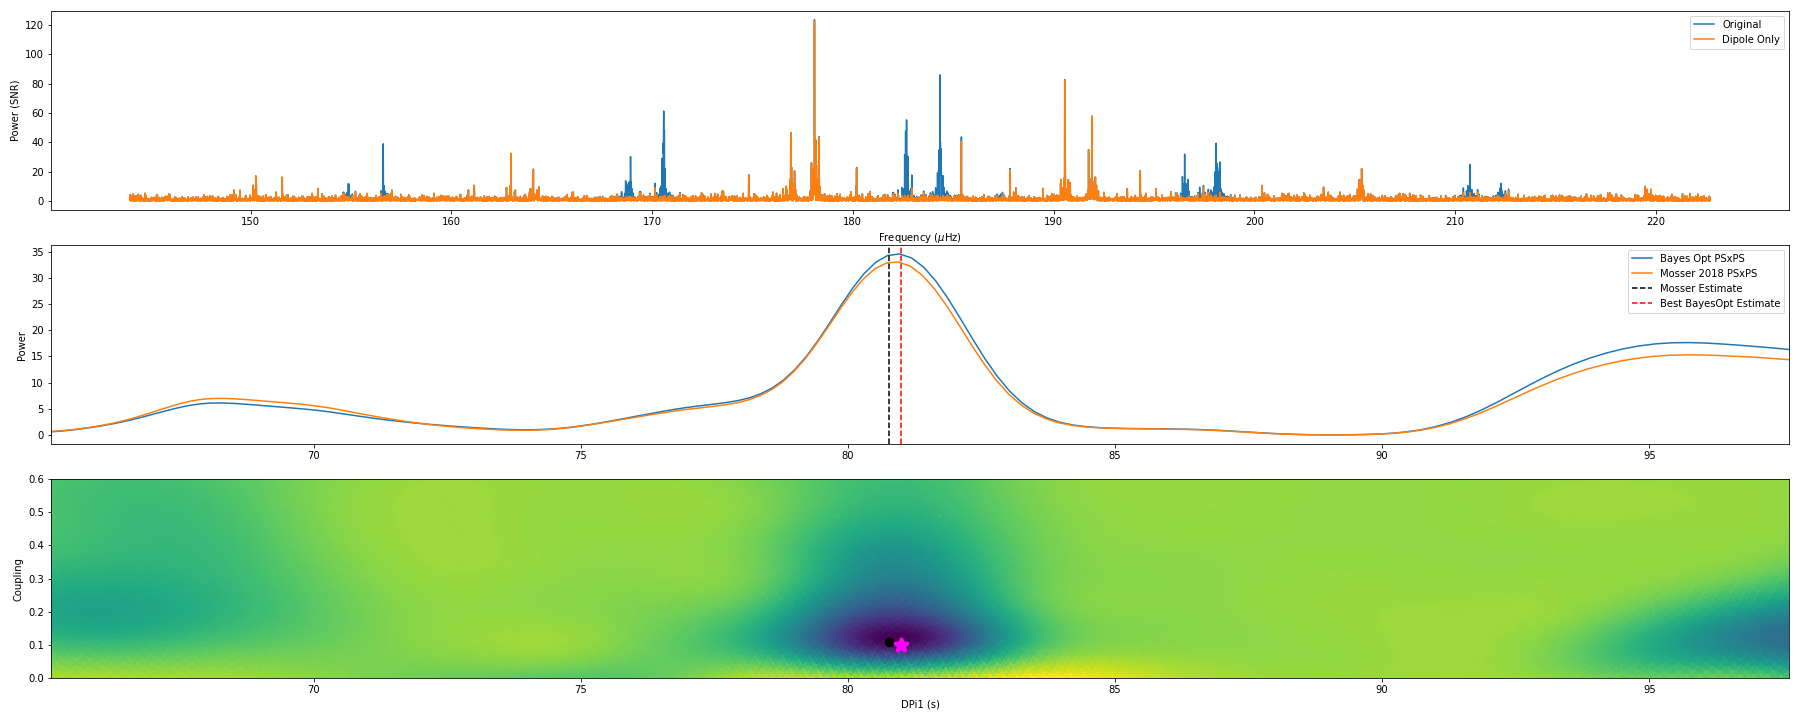 120
100
80
60
40
20
0
Power (SNR)
Original
Dipole Only
150 160 170 180 190 200 210 220
Frequency (μHz)
35
30
25
20
15
10
5
0
Power
Bayes Opt PSxPS
Mosser 2018 PSxPS
Mosser Estimate
Best BayesOpt Estimate
70 75 80 85 90 95
0.6
0.5
0.4
0.3
0.2
0.1
0.0
Coupling
70 75 80 85 90 95
DPi1 (s)